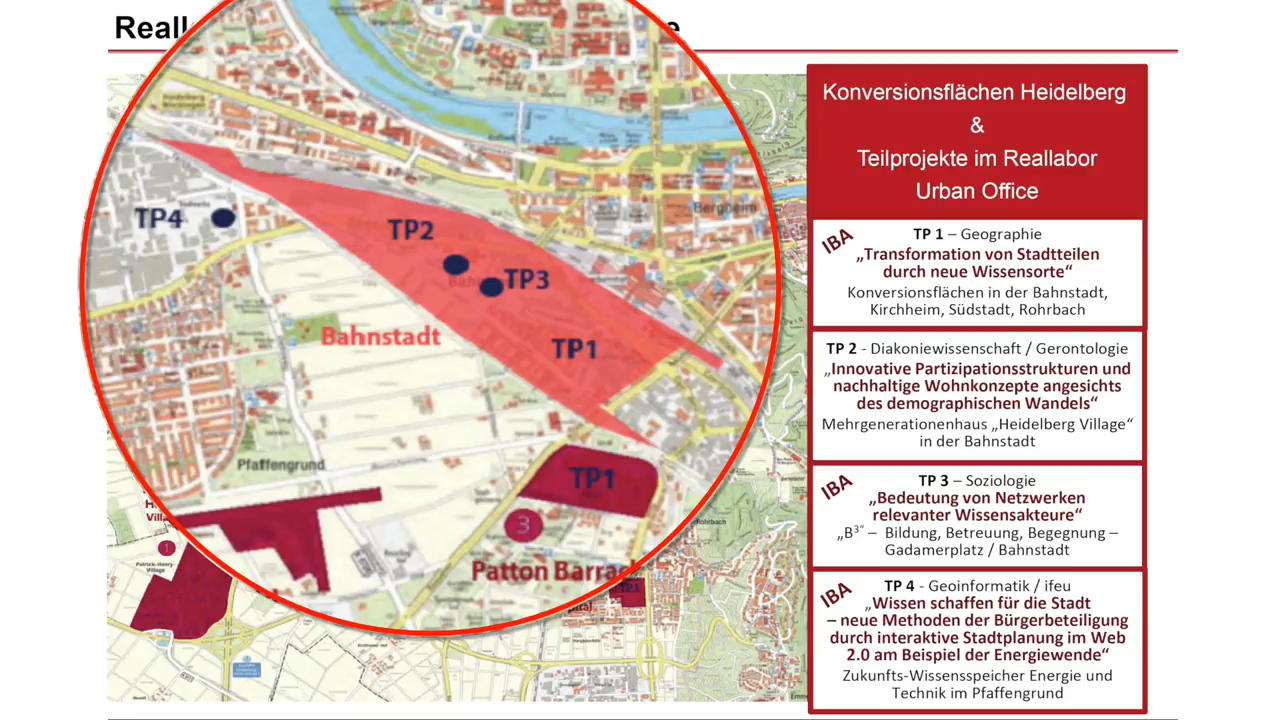 Reall
e
Bergheim
TP4
TP2
TP3
Bahnstadt
TP1
Pfaffengrund
TP1
3
Patton Barrac
Rohrbach
Patrick-Henry-
Village
TP1
Konversionsflächen Heidelberg
&
Teilprojekte im Reallabor
Urban Office
IBA
TP 1 – Geographie
„Transformation von Stadtteilen
durch neue Wissensorte“
Konversionsflächen in der Bahnstadt,
Kirchheim, Südstadt, Rohrbach
TP 2 - Diakoniewissenschaft / Gerontologie
„Innovative Partizipationsstrukturen und
nachhaltige Wohnkonzepte angesichts
des demographischen Wandels“
Mehrgenerationenhaus „Heidelberg Village“
in der Bahnstadt
IBA
TP 3 – Soziologie
„Bedeutung von Netzwerken
relevanter Wissensakteure“
„B³“ – Bildung, Betreuung, Begegnung –
Gadamerplatz / Bahnstadt
IBA
TP 4 - Geoinformatik / ifeu
„Wissen schaffen für die Stadt
– neue Methoden der Bürgerbeteiligung
durch interaktive Stadtplanung im Web
2.0 am Beispiel der Energiewende“
Zukunfts-Wissensspeicher Energie und
Technik im Pfaffengrund